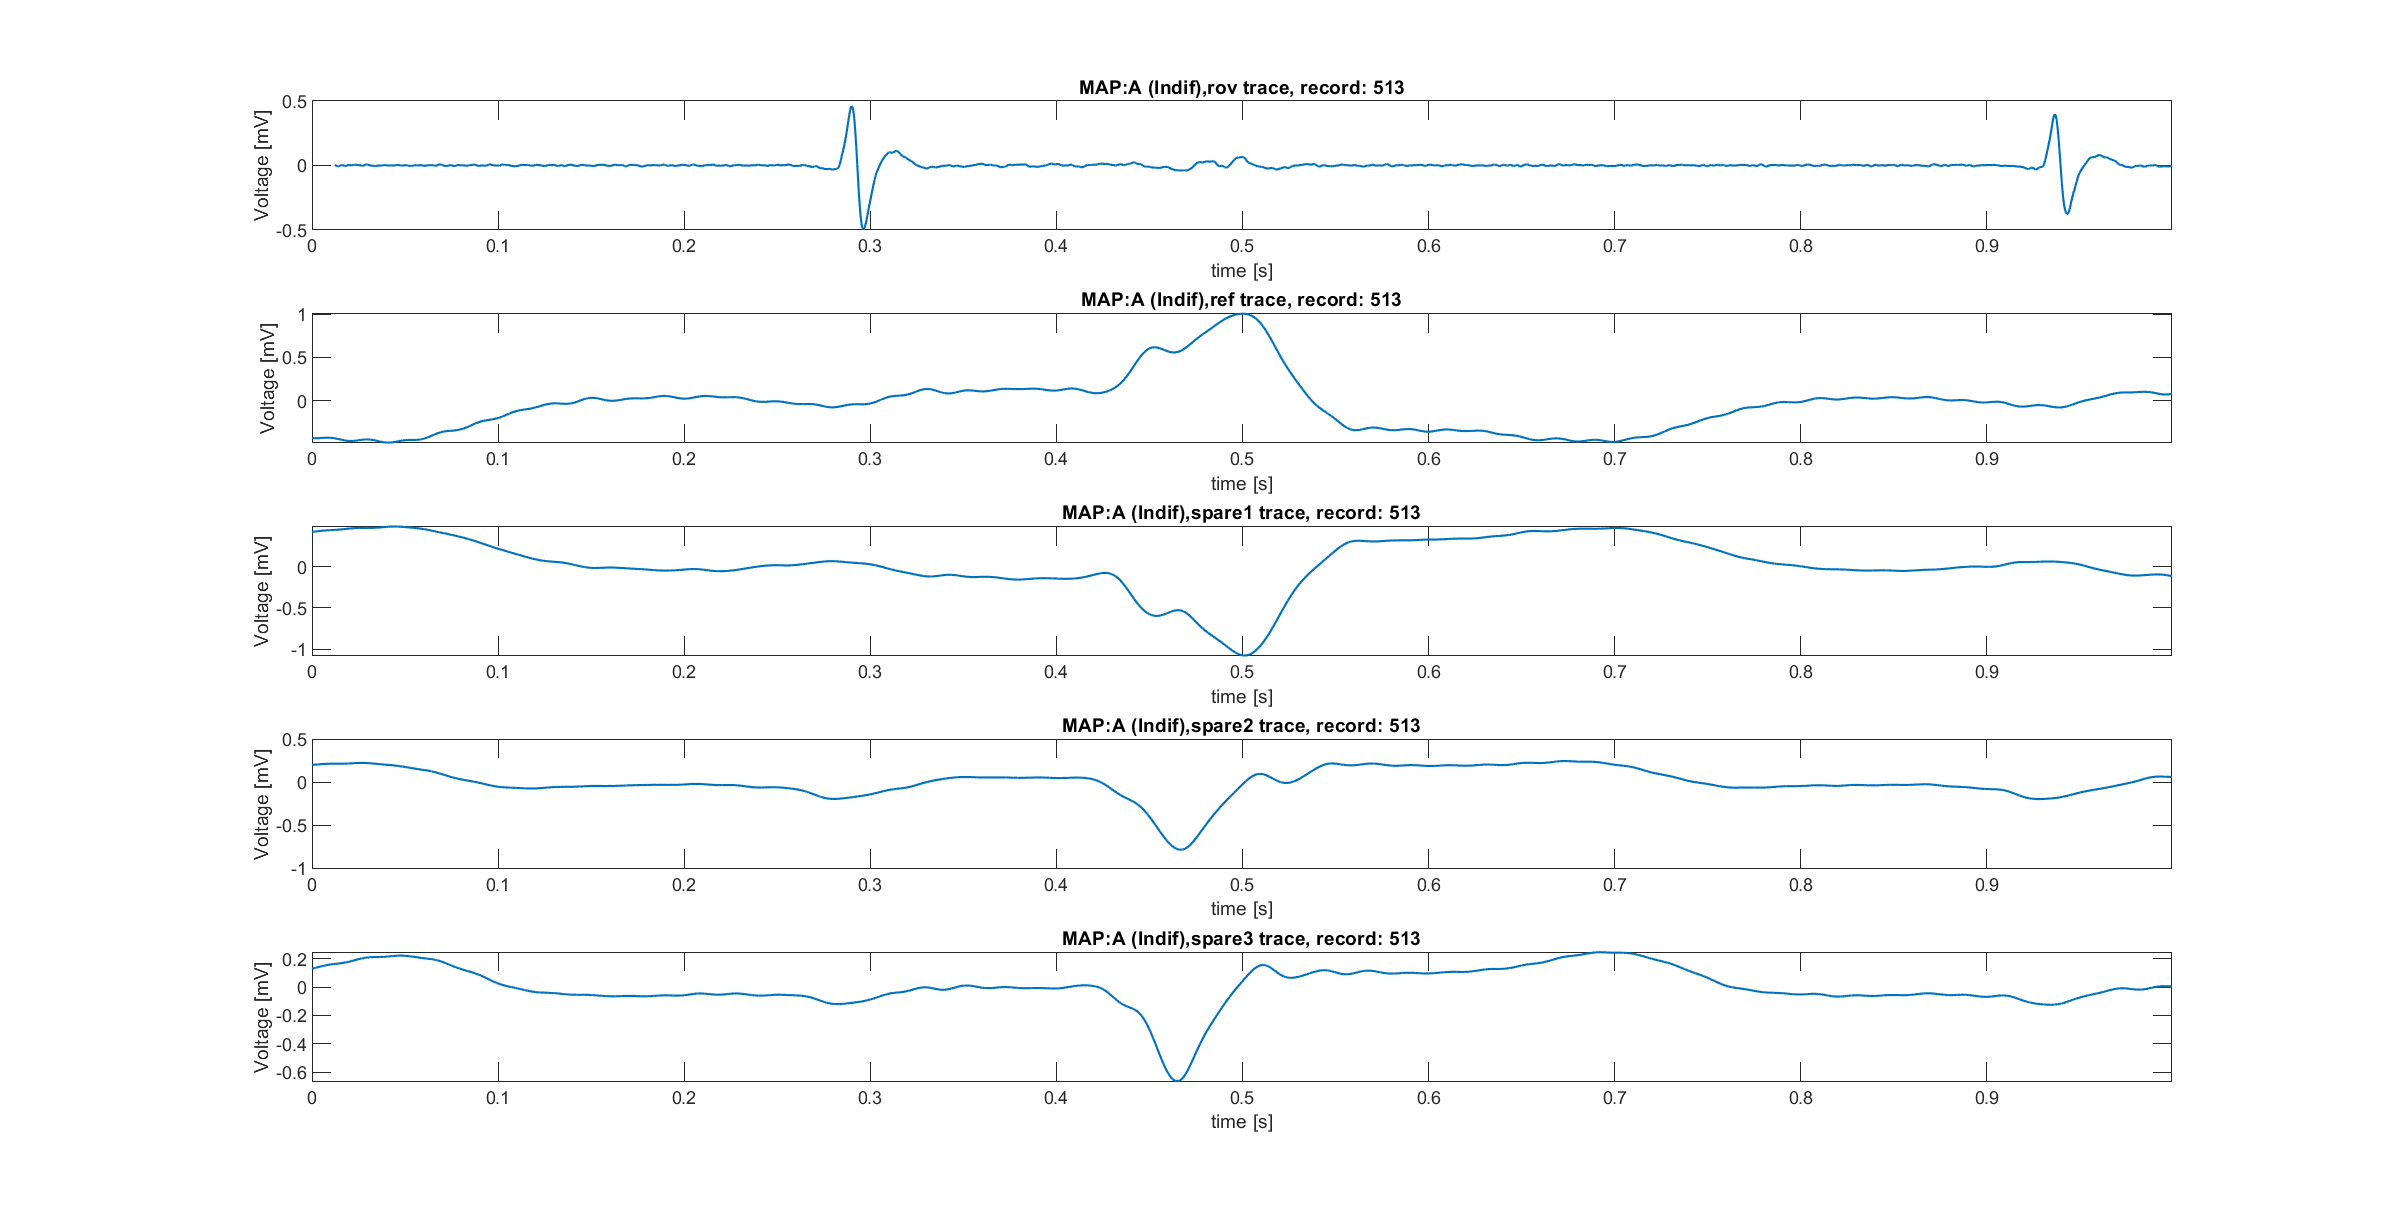 MAP:A (Indif),rov trace, record: 513
Voltage [mV]
0.5
0
-0.5
0 0.1 0.2 0.3 0.4 0.5 0.6 0.7 0.8 0.9
time [s]
MAP:A (Indif),ref trace, record: 513
Voltage [mV]
1
0.5
0
0 0.1 0.2 0.3 0.4 0.5 0.6 0.7 0.8 0.9
time [s]
MAP:A (Indif),spare1 trace, record: 513
Voltage [mV]
0
-0.5
-1
0 0.1 0.2 0.3 0.4 0.5 0.6 0.7 0.8 0.9
time [s]
MAP:A (Indif),spare2 trace, record: 513
Voltage [mV]
0.5
0
-0.5
-1
0 0.1 0.2 0.3 0.4 0.5 0.6 0.7 0.8 0.9
time [s]
MAP:A (Indif),spare3 trace, record: 513
Voltage [mV]
0.2
0
-0.2
-0.4
-0.6
0 0.1 0.2 0.3 0.4 0.5 0.6 0.7 0.8 0.9
time [s]